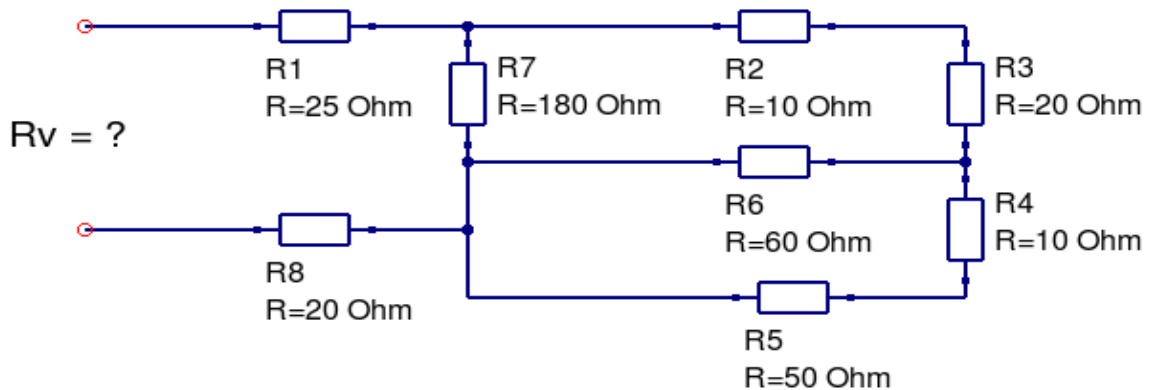 R1
R=25 Ohm
R7
R=180 Ohm
R2
R=10 Ohm
R3
R=20 Ohm
Rv = ?
R6
R=60 Ohm
R4
R=10 Ohm
R8
R=20 Ohm
R5
R=50 Ohm